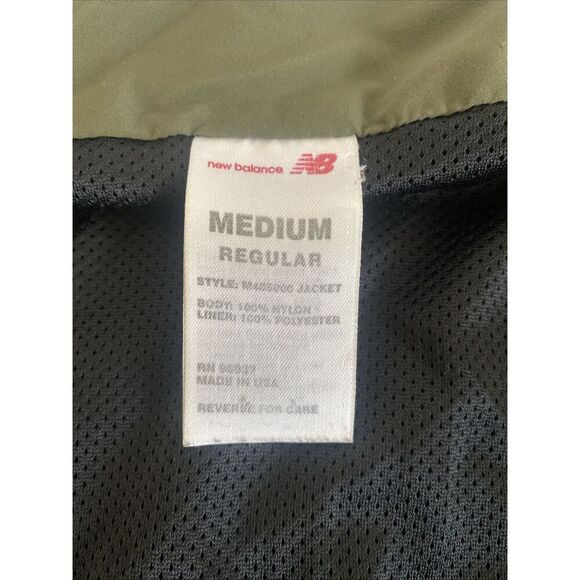 new balance NB
MEDIUM
REGULAR
STYLE: JACKET
BODY: 100% NYLON
LINER: 100% POLYESTER
RN
MADE IN USA
REVERSE FOR CARE